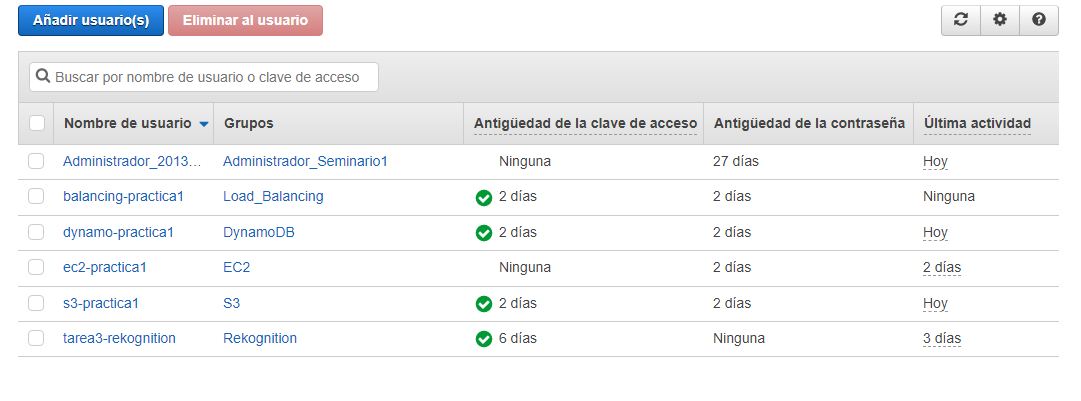 Añadir usuario(s) Eliminar al usuario
Buscar por nombre de usuario o clave de acceso
Nombre de usuario Grupos Antigüedad de la clave de acceso Antigüedad de la contraseña Última actividad
Administrador_2013... Administrador_Seminario1 Ninguna 27 días Hoy
balancing-practica1 Load_Balancing 2 días 2 días Ninguna
dynamo-practica1 DynamoDB 2 días 2 días Hoy
ec2-practica1 EC2 Ninguna 2 días 2 días
s3-practica1 S3 2 días 2 días Hoy
tarea3-rekognition Rekognition 6 días Ninguna 3 días